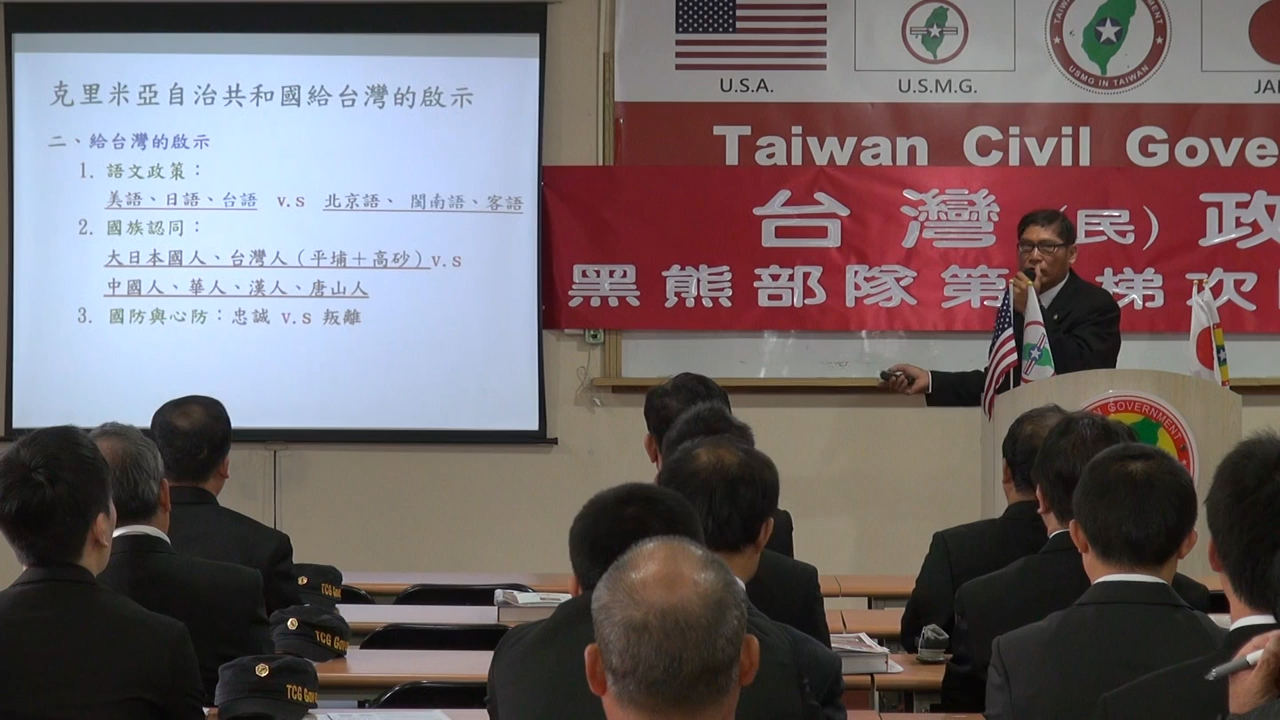 克里米亞自治共和國給台灣的啟示
二、給台灣的啟示
1. 語文政策：
美語、日語、台語 v.s 北京語、閩南語、客語
2. 國族認同：
大日本國人、台灣人（平埔＋高砂）v.s
中國人、華人、漢人、唐山人
3. 國防與心防：忠誠 v.s 叛離
U.S.A.
U.S.M.G.
USMG IN TAIWAN
Taiwan Civil Gove
台灣（民）政
黑熊部隊第 梯次
GOVERNMENT
TCG
TCG
TCG